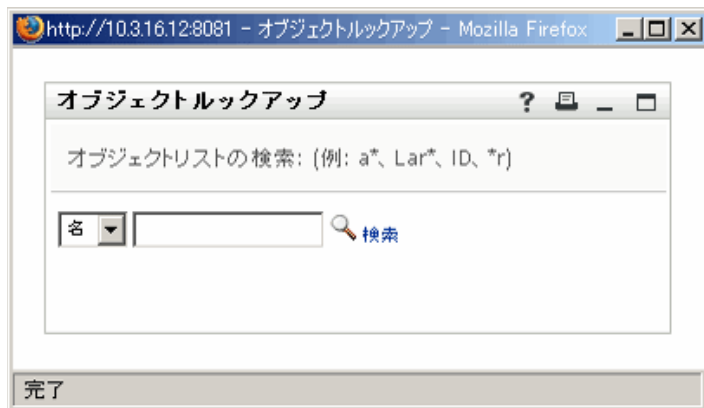 http://10.3.16.12:8081 - オブジェクトルックアップ - Mozilla Firefox
オブジェクトルックアップ
オブジェクトリストの検索: (例: a*、Lar*、ID、*r)
名 検索
完了